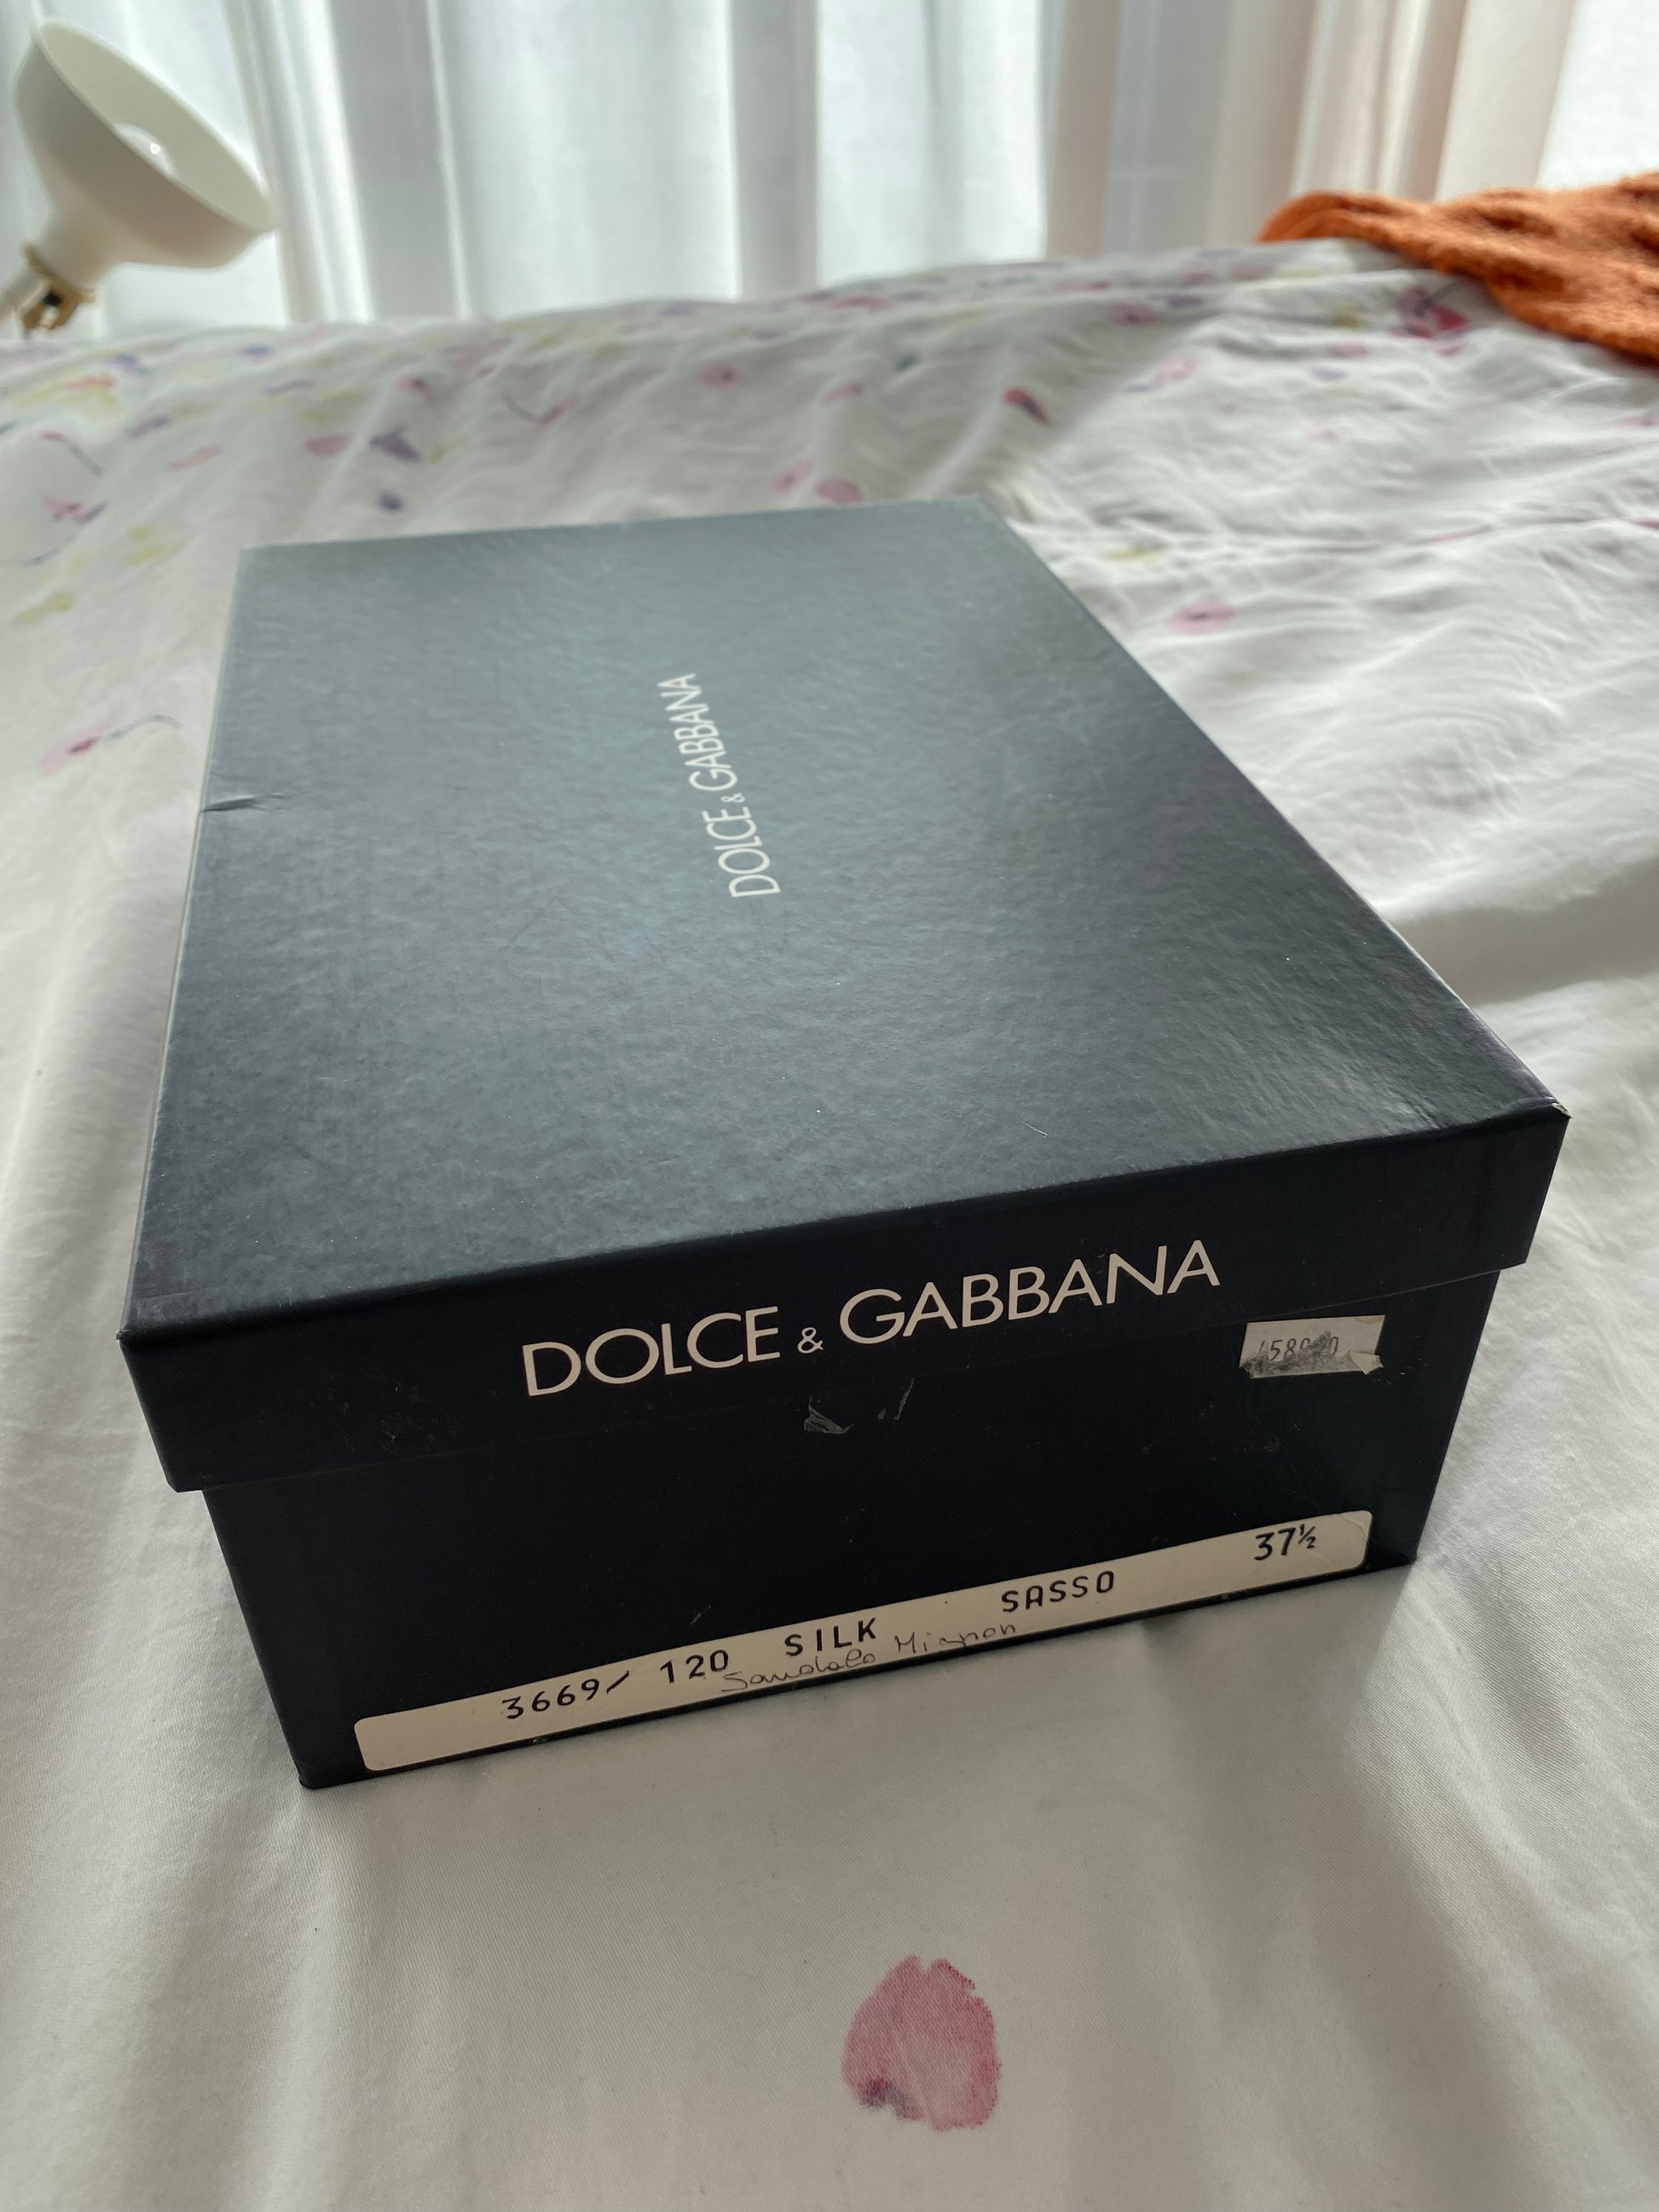 DOLCE & GABBANA
DOLCE & GABBANA
3669/ 120 SILK SASSO 37½
Sandalo Mignon